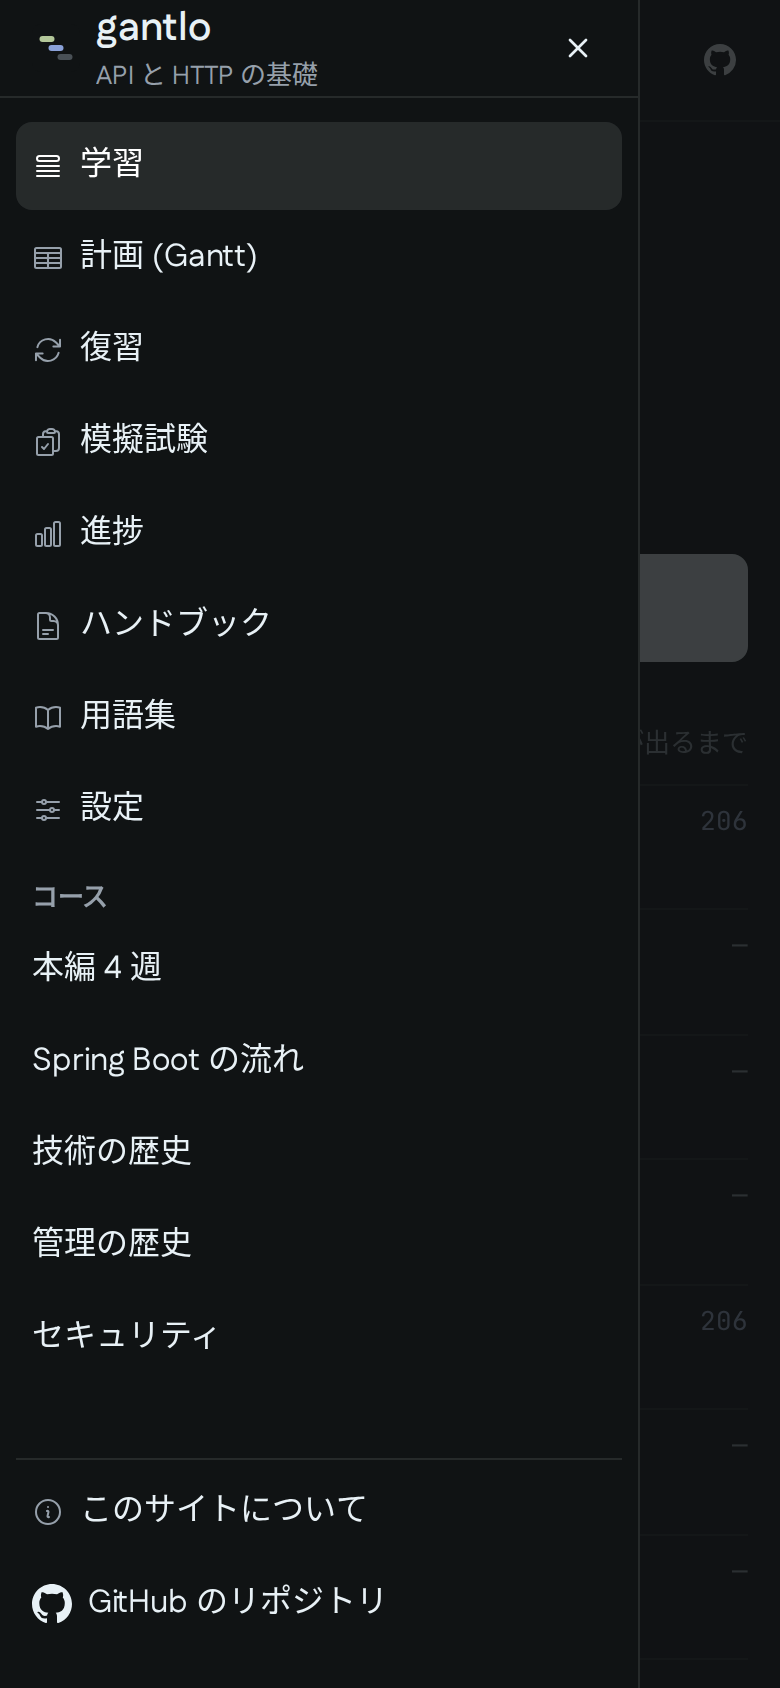 gantlo
API と HTTP の基礎
学習
計画 (Gantt)
復習
模擬試験
進捗
ハンドブック
用語集
設定
コース
本編 4 週
Spring Boot の流れ
技術の歴史
管理の歴史
セキュリティ
このサイトについて
GitHub のリポジトリ
出るまで
206
–
–
–
206
–
–